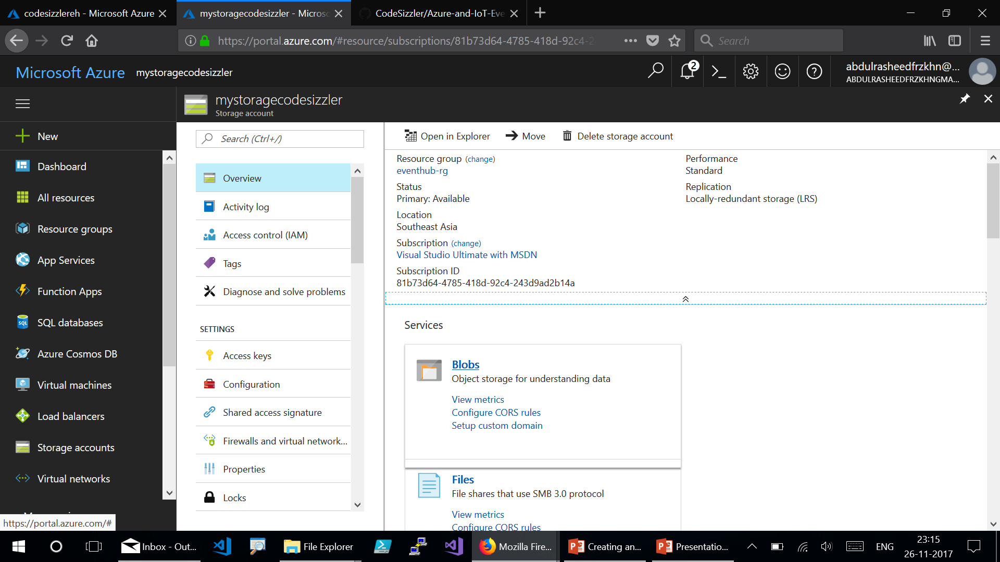 codesizzlereh - Microsoft Azure
mystoragecodesizzler - Micros
CodeSizzler/Azure-and-IoT-Eve
https://portal.azure.com/#resource/subscriptions/81b73d64-4785-418d-92c4-2
Search
Microsoft Azure
mystoragecodesizzler
2
abdulrasheedfrzkhn@...
ABDULRASHEEDFRZKHNGMA...
mystoragecodesizzler
Storage account
New
Dashboard
All resources
Resource groups
App Services
Function Apps
SQL databases
Azure Cosmos DB
Virtual machines
Load balancers
Storage accounts
Virtual networks
https://portal.azure.com/#
Search (Ctrl+/)
Overview
Activity log
Access control (IAM)
Tags
Diagnose and solve problems
SETTINGS
Access keys
Configuration
Shared access signature
Firewalls and virtual network...
Properties
Locks
Open in Explorer
Move
Delete storage account
Resource group (change)
eventhub-rg
Status
Primary: Available
Location
Southeast Asia
Subscription (change)
Visual Studio Ultimate with MSDN
Subscription ID
81b73d64-4785-418d-92c4-243d9ad2b14a
Performance
Standard
Replication
Locally-redundant storage (LRS)
Services
Blobs
Object storage for understanding data
View metrics
Configure CORS rules
Setup custom domain
Files
File shares that use SMB 3.0 protocol
View metrics
Configure CORS rules
Inbox - Out...
File Explorer
Mozilla Fire...
Creating an...
Presentatio...
ENG
23:15
26-11-2017